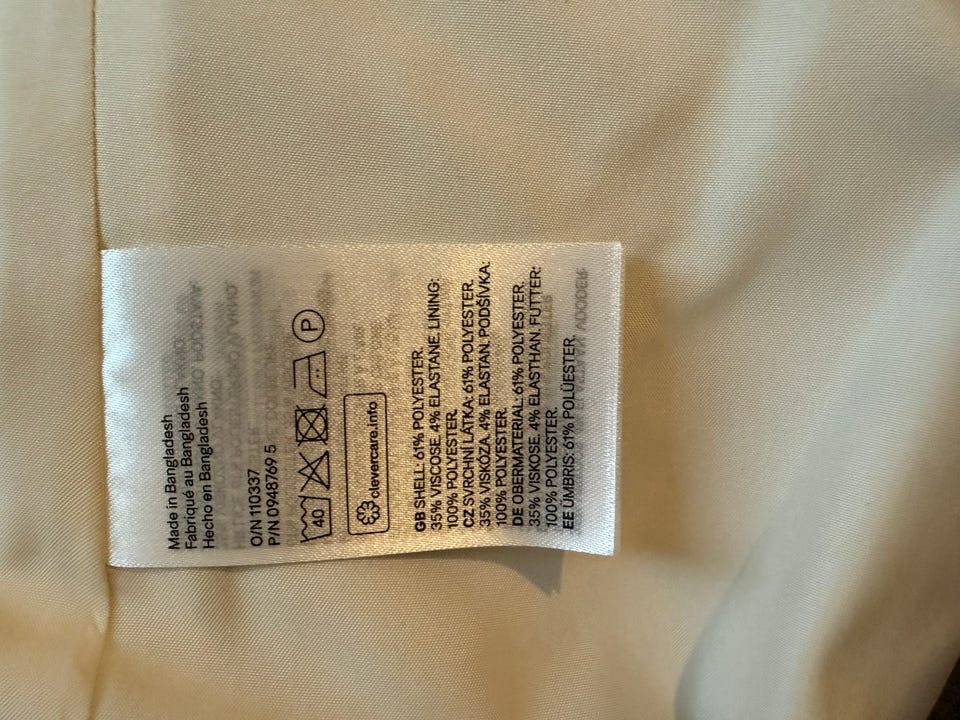 Made in Bangladesh
Fabriqué au Bangladesh
Hecho en Bangladesh
O/N 110337
P/N 0948769 5
40
P
clevercare.info
GB SHELL: 61% POLYESTER.
35% VISCOSE. 4% ELASTANE. LINING:
100% POLYESTER.
CZ SVRCHNÍ LÁTKA: 61% POLYESTER.
35% VISKÓZA. 4% ELASTAN. PODŠÍVKA:
100% POLYESTER.
DE OBERMATERIAL: 61% POLYESTER.
35% VISKOSE. 4% ELASTHAN. FUTTER:
100% POLYESTER.
EE ÜMBRIS: 61% POLÜESTER.